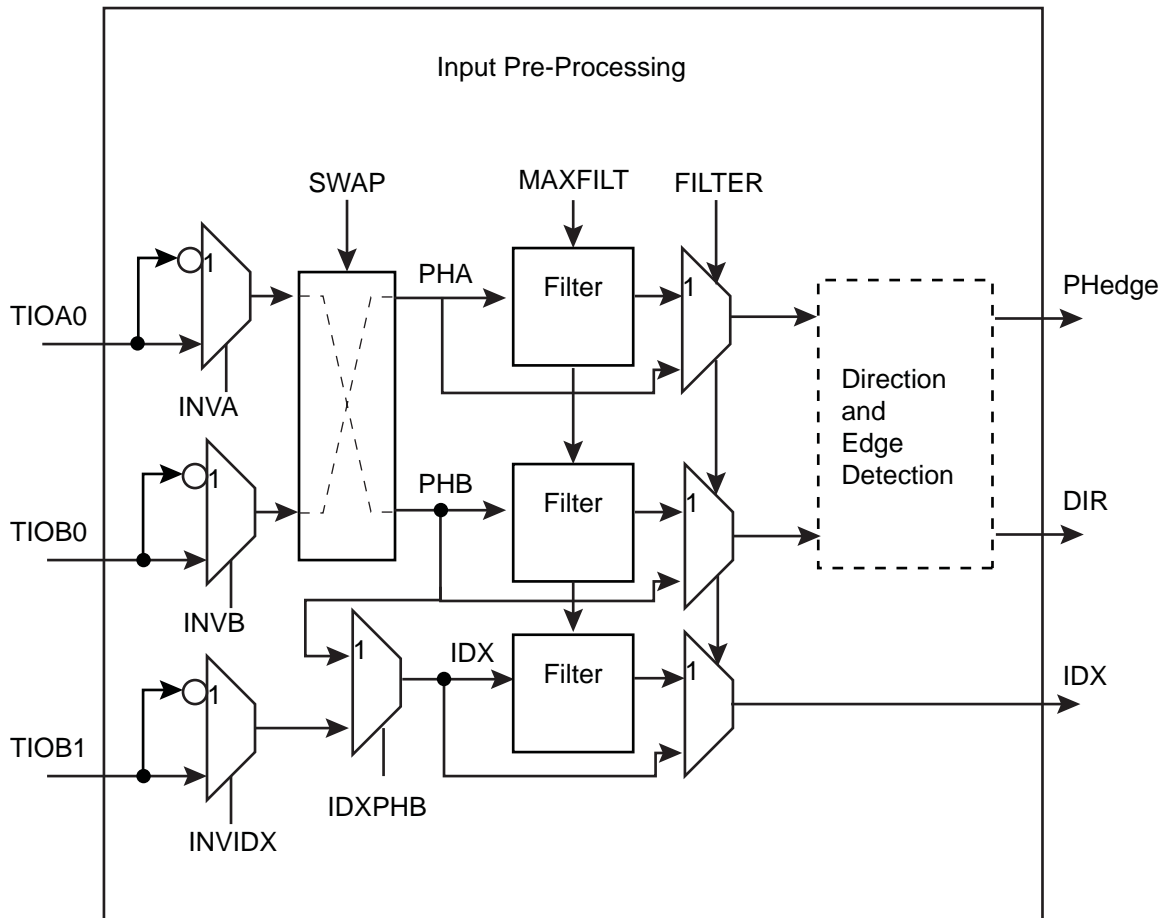 Input Pre-Processing
SWAP
MAXFILT
FILTER
1
PHA
Filter
1
PHedge
TIOA0
Direction
and
Edge
Detection
INVA
1
PHB
Filter
1
DIR
TIOB0
INVB
1
IDX
Filter
1
IDX
1
TIOB1
IDXPHB
INVIDX